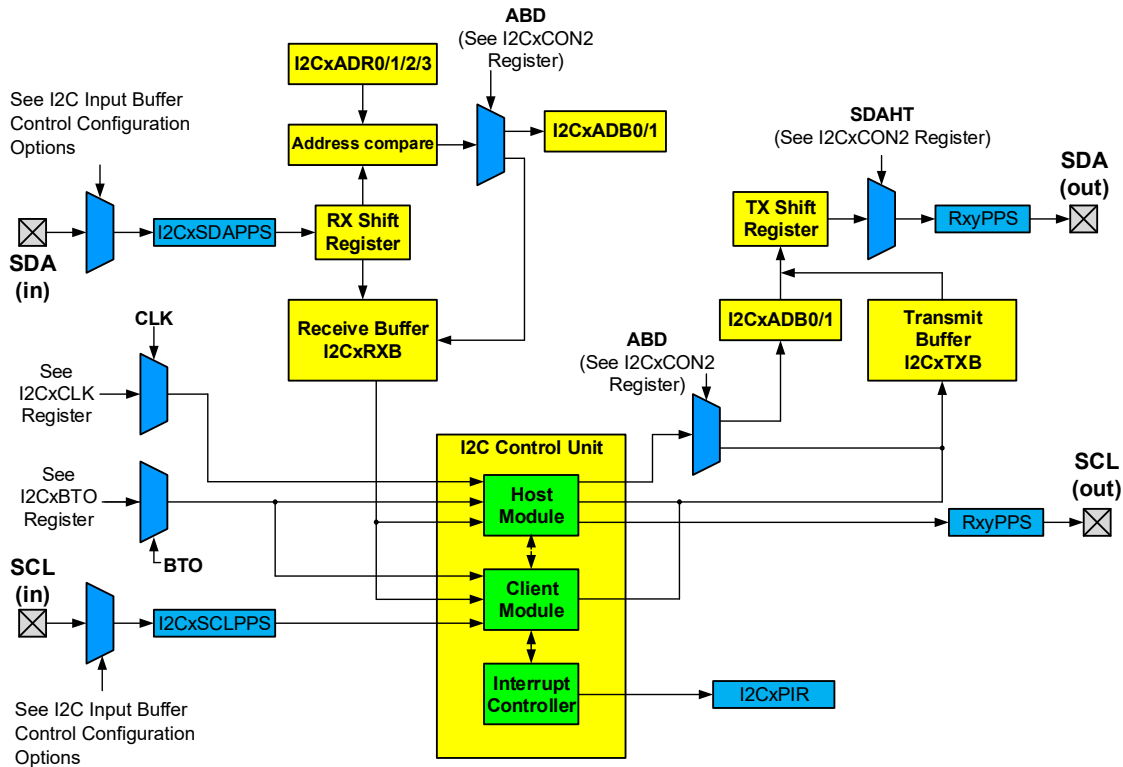 ABD
(See I2CxCON2
Register)
I2CxADR0/1/2/3
See I2C Input Buffer
Control Configuration
Options
Address compare
I2CxADB0/1
SDAHT
(See I2CxCON2 Register)
SDA
(out)
I2CxSDAPPS
RX Shift
Register
TX Shift
Register
RxyPPS
SDA
(in)
Receive Buffer
I2CxRXB
I2CxADB0/1
Transmit
Buffer
I2CxTXB
CLK
See
I2CxCLK
Register
ABD
(See I2CxCON2
Register)
I2C Control Unit
See
I2CxBTO
Register
Host
Module
SCL
(out)
RxyPPS
BTO
SCL
(in)
Client
Module
I2CxSCLPPS
Interrupt
Controller
I2CxPIR
See I2C Input Buffer
Control Configuration
Options